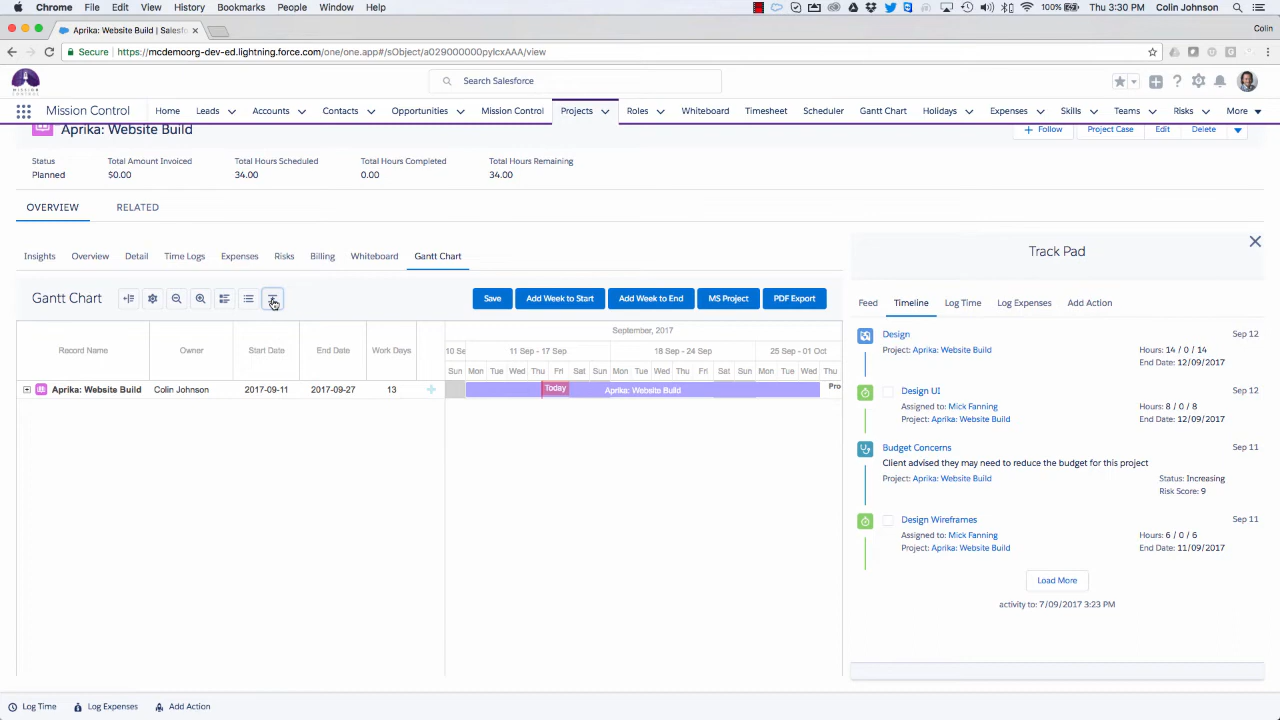 Chrome File Edit View History Bookmarks People Window Help 100% Thu 3:30 PM Colin Johnson
Aprika: Website Build | Salesfo Colin
Secure https://mcdemoorg-dev-ed.lightning.force.com/one/one.app#/sObject/a029000000pylcxAAA/view
MISSION CONTROL
Search Salesforce
Mission Control Home Leads Accounts Contacts Opportunities Mission Control Projects Roles Whiteboard Timesheet Scheduler Gantt Chart Holidays Expenses Skills Teams Risks More
Aprika: Website Build + Follow Project Case Edit Delete
Status Total Amount Invoiced Total Hours Scheduled Total Hours Completed Total Hours Remaining
Planned $0.00 34.00 0.00 34.00
OVERVIEW RELATED
Insights Overview Detail Time Logs Expenses Risks Billing Whiteboard Gantt Chart
Gantt Chart Save Add Week to Start Add Week to End MS Project PDF Export
September, 2017
Record Name Owner Start Date End Date Work Days
10 Se 11 Sep - 17 Sep 18 Sep - 24 Sep 25 Sep - 01 Oct
Sun Mon Tue Wed Thu Fri Sat Sun Mon Tue Wed Thu Fri Sat Sun Mon Tue Wed Thu
Aprika: Website Build Colin Johnson 2017-09-11 2017-09-27 13 + Today Aprika: Website Build Pro
Track Pad
Feed Timeline Log Time Log Expenses Add Action
Design Sep 12
Project: Aprika: Website Build Hours: 14 / 0 / 14
End Date: 12/09/2017
Design UI Sep 12
Assigned to: Mick Fanning Hours: 8 / 0 / 8
Project: Aprika: Website Build End Date: 12/09/2017
Budget Concerns Sep 11
Client advised they may need to reduce the budget for this project
Project: Aprika: Website Build Status: Increasing
Risk Score: 9
Design Wireframes Sep 11
Assigned to: Mick Fanning Hours: 6 / 0 / 6
Project: Aprika: Website Build End Date: 11/09/2017
Load More
activity to: 7/09/2017 3:23 PM
Log Time Log Expenses Add Action